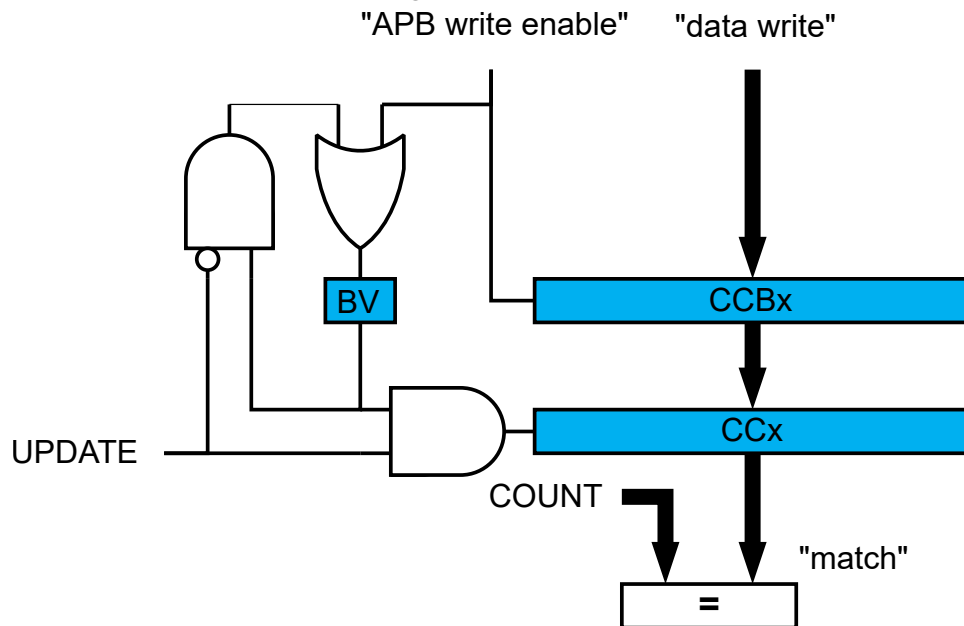 "APB write enable" "data write"
BV
CCBx
CCx
UPDATE
COUNT
"match"
=